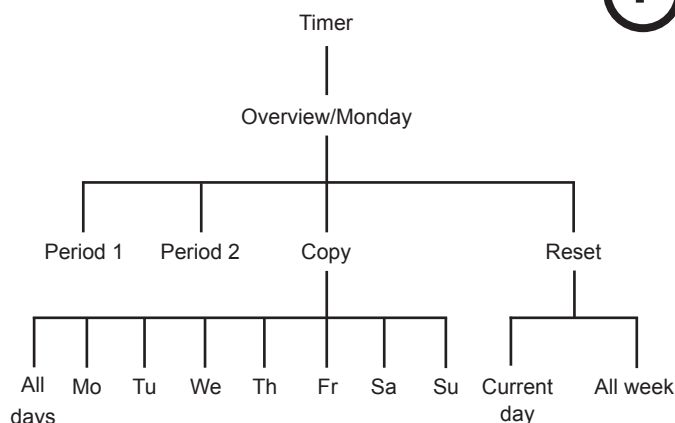 Timer
Overview/Monday
Period 1 Period 2 Copy Reset
All days Mo Tu We Th Fr Sa Su Current day All week